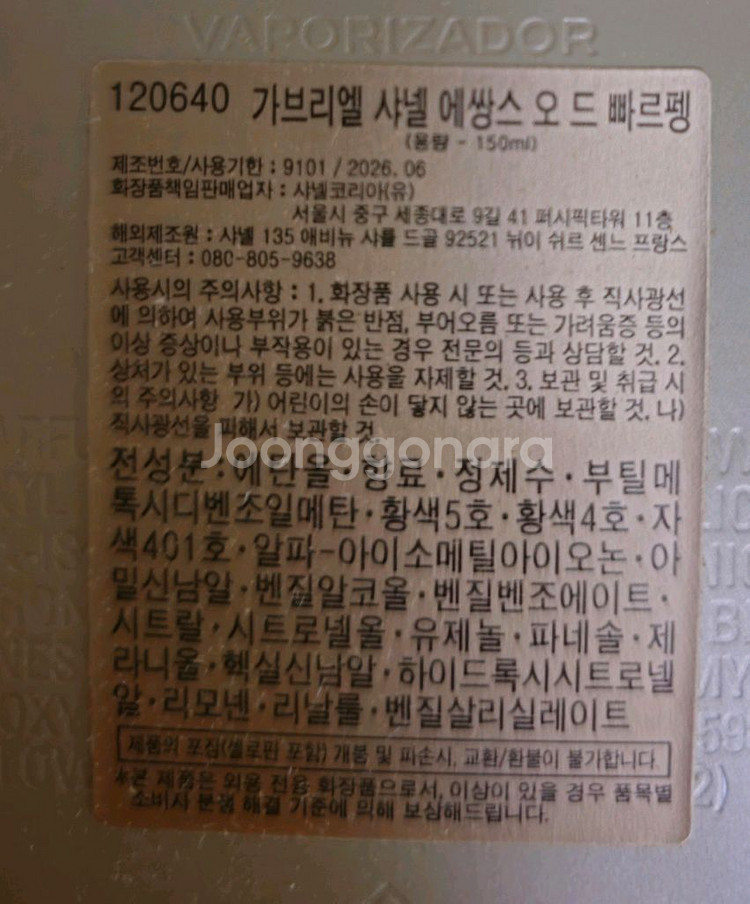 VAPORIZADOR
120640 가브리엘 샤넬 에쌍스 오 드 빠르펭
(용량 - 150ml)
제조번호/사용기한 : 9101 / 2026. 06
화장품책임판매업자 : 샤넬코리아(유)
서울시 중구 세종대로 9길 41 퍼시픽타워 11층
해외제조원 : 샤넬 135 애비뉴 샤를 드골 92521 뉘이 쉬르 센느 프랑스
고객센터 : 080-805-9638
사용시의 주의사항 : 1. 화장품 사용 시 또는 사용 후 직사광선
에 의하여 사용부위가 붉은 반점, 부어오름 또는 가려움증 등의
이상 증상이나 부작용이 있는 경우 전문의 등과 상담할 것. 2.
상처가 있는 부위 등에는 사용을 자제할 것. 3. 보관 및 취급 시
의 주의사항 가) 어린이의 손이 닿지 않는 곳에 보관할 것. 나)
직사광선을 피해서 보관할 것
Joonggonara
전성분 : 에탄올 · 향료 · 정제수 · 부틸메
톡시디벤조일메탄 · 황색5호 · 황색4호 · 자
색401호 · 알파-아이소메틸아이오논 · 아
밀신남알 · 벤질알코올 · 벤질벤조에이트 ·
시트랄 · 시트로넬올 · 유제놀 · 파네솔 · 제
라니올 · 헥실신남알 · 하이드록시시트로넬
알 · 리모넨 · 리날룰 · 벤질살리실레이트
제품의 포장(셀로판 포함) 개봉 및 파손시, 교환/환불이 불가합니다.
*본 제품은 외용 전용 화장품으로서, 이상이 있을 경우 품목별
소비자 분쟁 해결 기준에 의해 보상해드립니다.